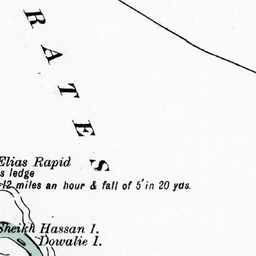 RATES
Elias Rapid
s ledge
-12 miles an hour & fall of 5' in 20 yds.
Sheikh Hassan I.
Dowalie I.